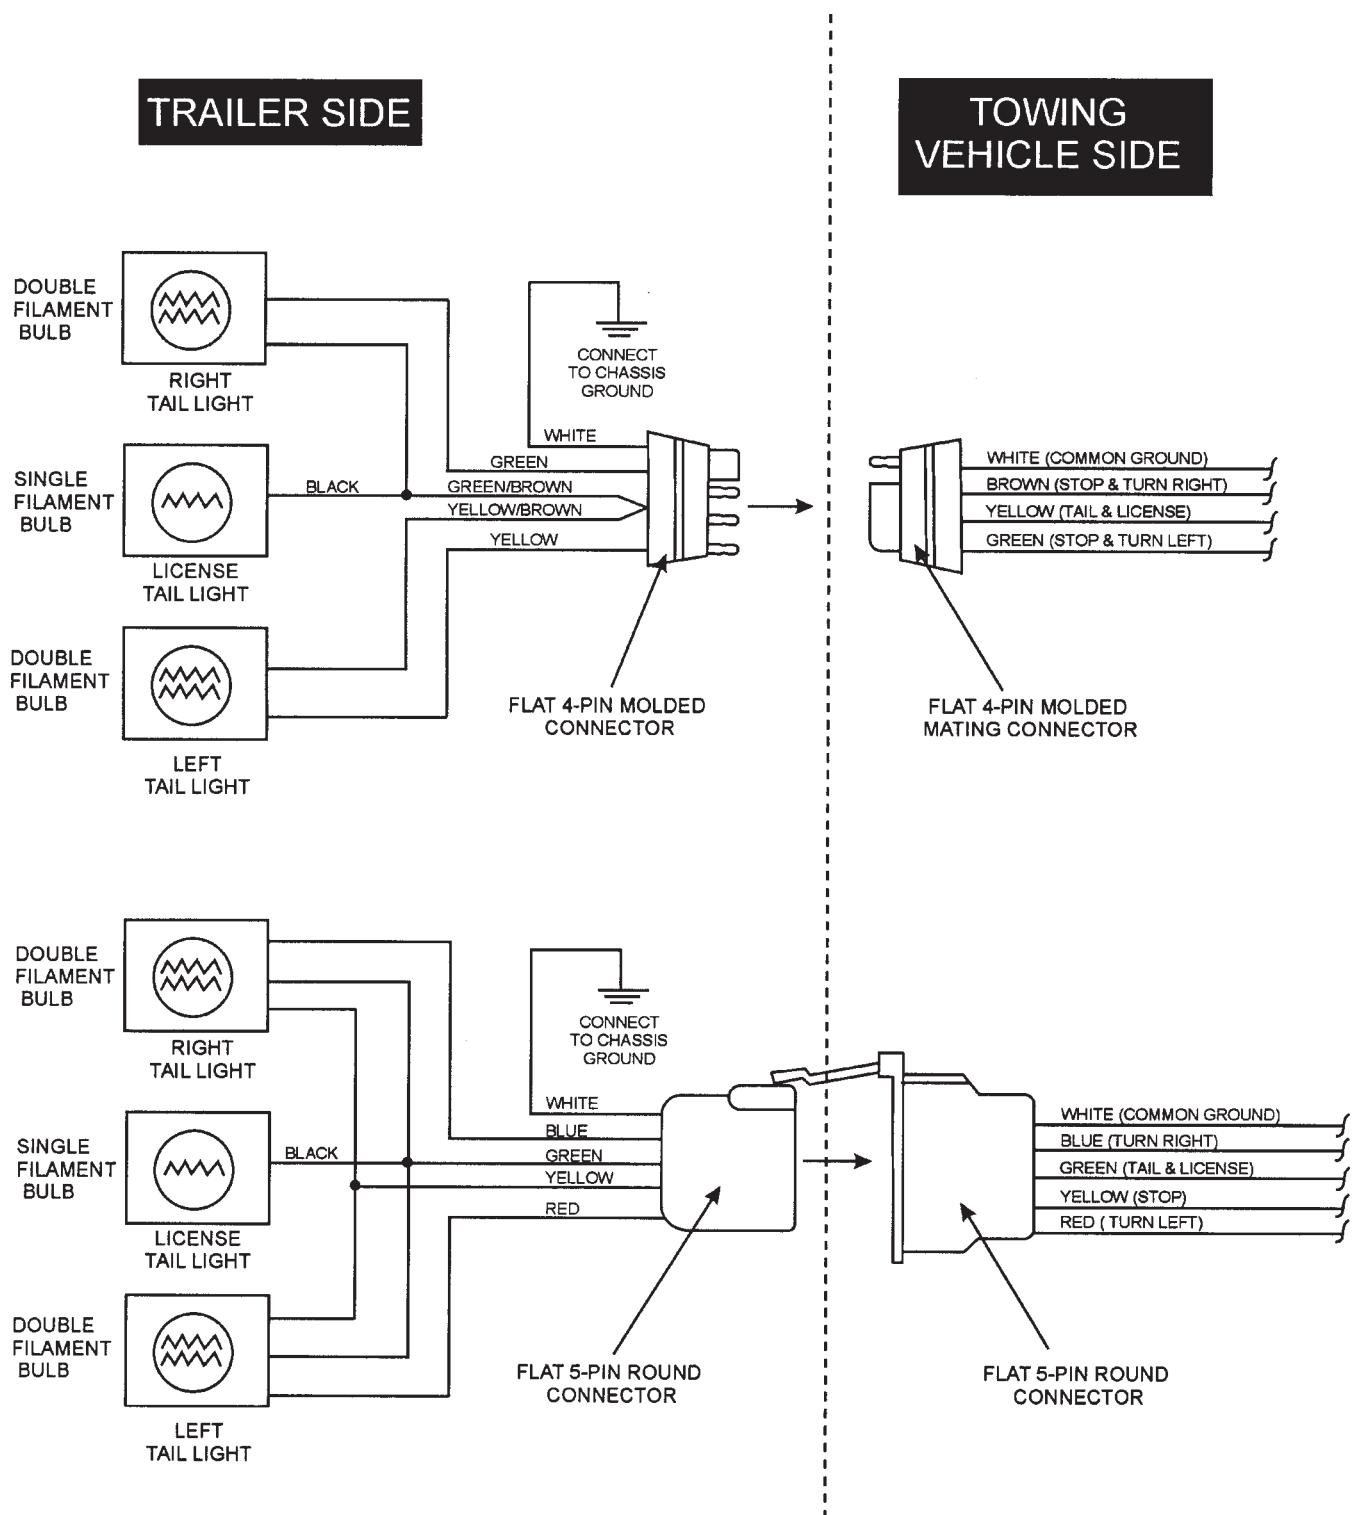 TRAILER SIDE
TOWING
VEHICLE SIDE
DOUBLE
FILAMENT
BULB
RIGHT
TAIL LIGHT
CONNECT
TO CHASSIS
GROUND
WHITE
GREEN
GREEN/BROWN
YELLOW/BROWN
YELLOW
SINGLE
FILAMENT
BULB
BLACK
LICENSE
TAIL LIGHT
WHITE (COMMON GROUND)
BROWN (STOP & TURN RIGHT)
YELLOW (TAIL & LICENSE)
GREEN (STOP & TURN LEFT)
DOUBLE
FILAMENT
BULB
LEFT
TAIL LIGHT
FLAT 4-PIN MOLDED
CONNECTOR
FLAT 4-PIN MOLDED
MATING CONNECTOR
DOUBLE
FILAMENT
BULB
RIGHT
TAIL LIGHT
CONNECT
TO CHASSIS
GROUND
WHITE
BLUE
GREEN
YELLOW
RED
SINGLE
FILAMENT
BULB
BLACK
LICENSE
TAIL LIGHT
WHITE (COMMON GROUND)
BLUE (TURN RIGHT)
GREEN (TAIL & LICENSE)
YELLOW (STOP)
RED ( TURN LEFT)
DOUBLE
FILAMENT
BULB
LEFT
TAIL LIGHT
FLAT 5-PIN ROUND
CONNECTOR
FLAT 5-PIN ROUND
CONNECTOR